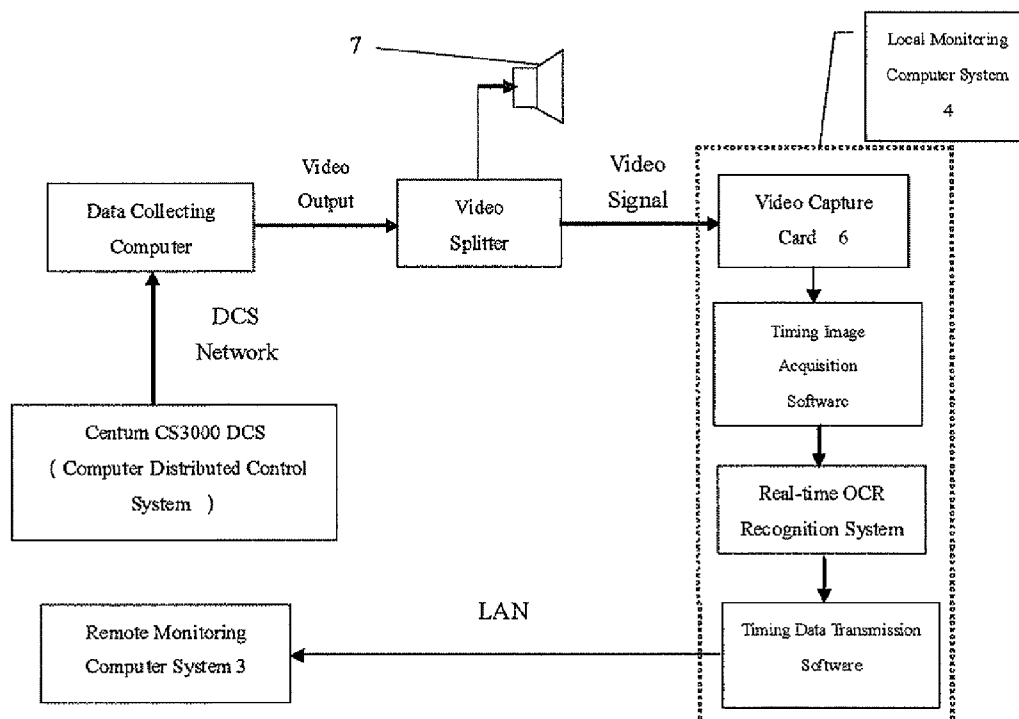 7
Local Monitering
Computer System
4
Video
Output
Video
Signal
Data Collecting
Computer
Video
Splitter
Video Capture
Card 6
DCS
Network
Timing Image
Acquisition
Software
Centum CS3000 DCS
( Computer Distributed Control
System )
Real-time OCR
Recognition System
LAN
Remote Monitoring
Computer System 3
Timing Data Transmission
Software